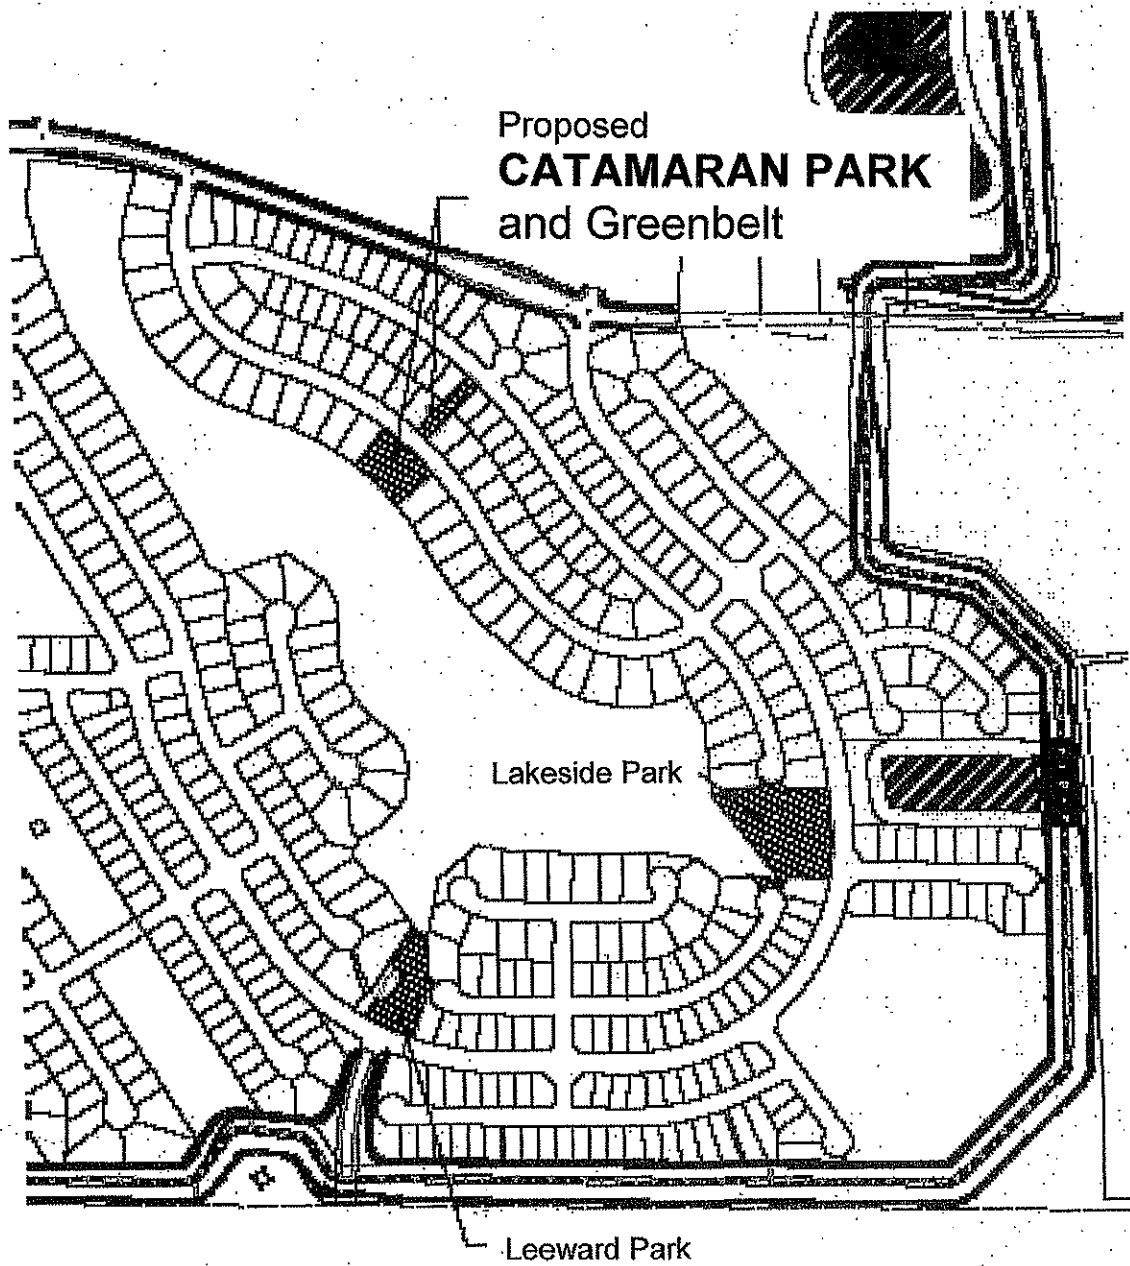 Proposed
CATAMARAN PARK
and Greenbelt
Lakeside Park
Leeward Park